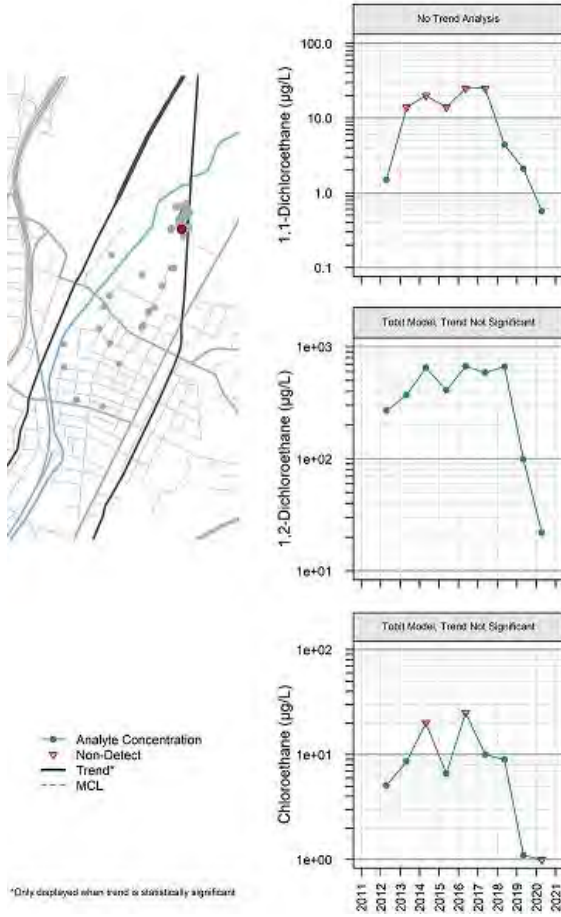 No Trend Analysis
1,1-Dichloroethane (µg/L)
100.0
10.0
1.0
0.1
Tobit Model, Trend Not Significant
1,2-Dichloroethane (µg/L)
1e+03
1e+02
1e+01
Tobit Model, Trend Not Significant
Chloroethane (µg/L)
1e+02
1e+01
1e+00
2011
2012
2013
2014
2015
2016
2017
2018
2019
2020
2021
Analyte Concentration
Non-Detect
Trend*
MCL
*Only displayed when trend is statistically significant